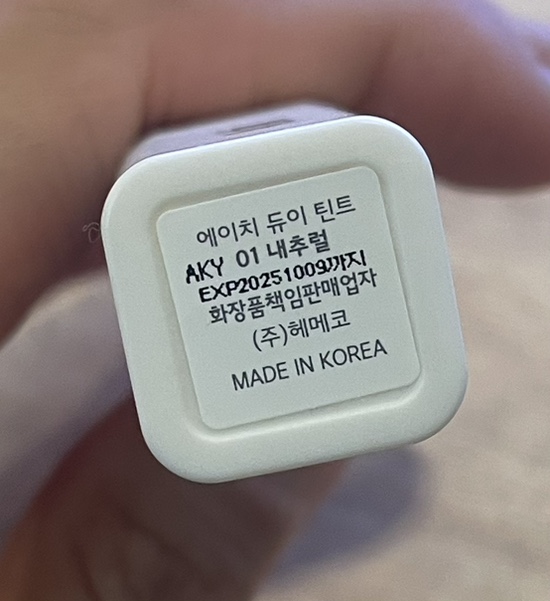 에이치 듀이 틴트
AKY 01 내추럴
EXP20251009까지
화장품책임판매업자
(주)헤메코
MADE IN KOREA